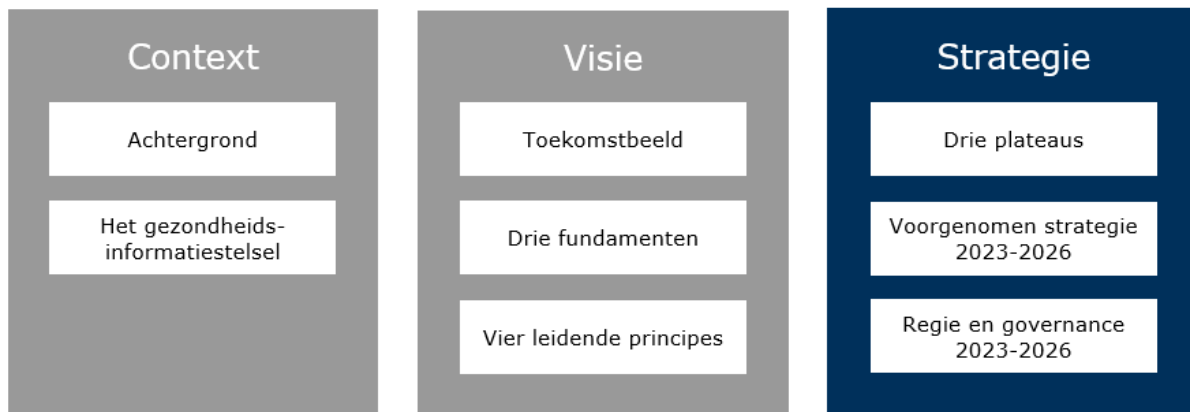 Context
Achtergrond
Het gezondheids-
informatiestelsel
Visie
Toekomstbeeld
Drie fundamenten
Vier leidende principes
Strategie
Drie plateaus
Voorgenomen strategie
2023-2026
Regie en governance
2023-2026